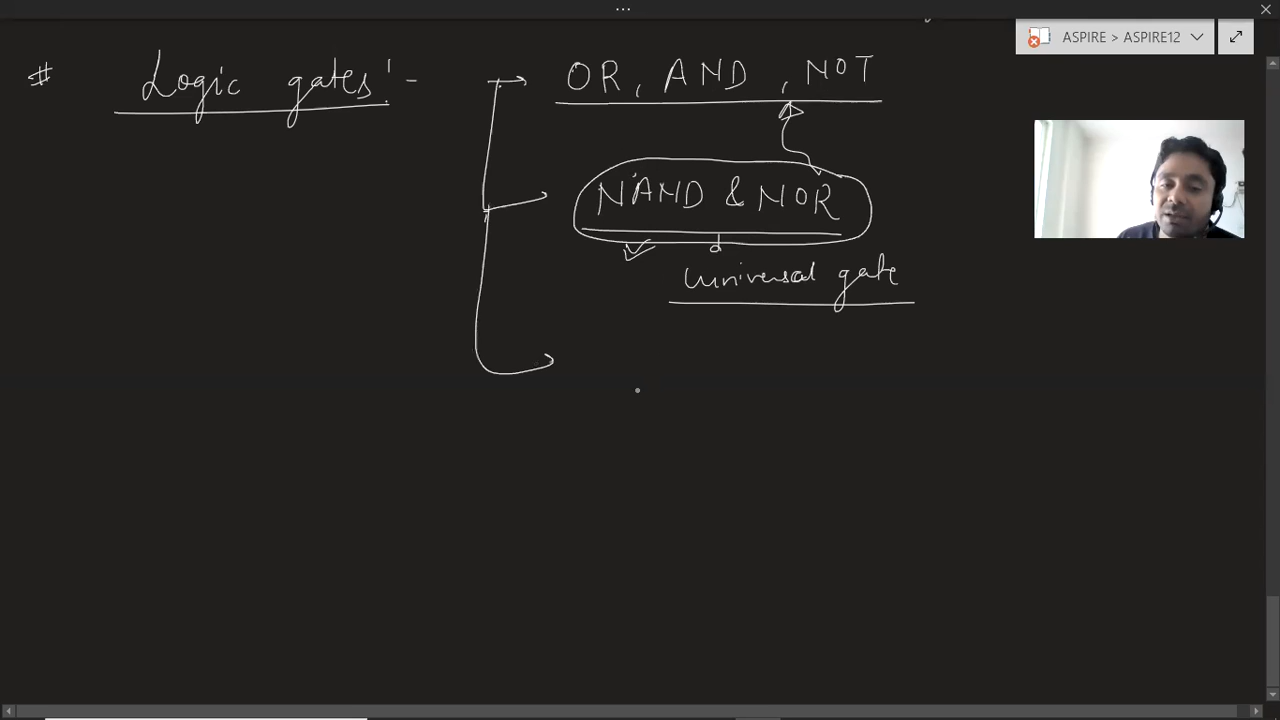 ASPIRE > ASPIRE12
# Logic gates :- OR, AND, NOT
NAND & NOR
universal gate